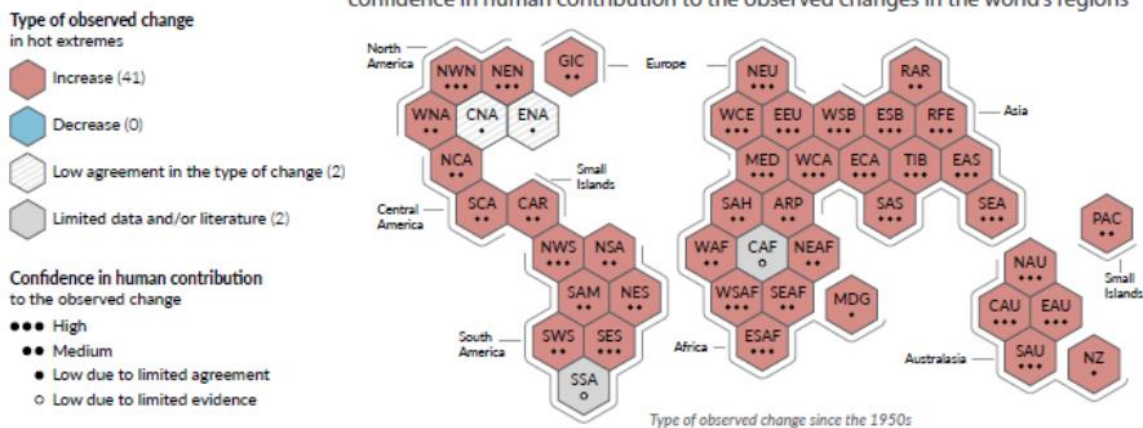 confidence in human contribution to the observed changes in the world's regions
Type of observed change
in hot extremes
Increase (41)
Decrease (0)
Low agreement in the type of change (2)
Limited data and/or literature (2)
Confidence in human contribution
to the observed change
●●● High
●● Medium
● Low due to limited agreement
○ Low due to limited evidence
North
America
NWN NEN GIC
WNA CNA ENA
NCA
Small
Islands
Central
America
SCA CAR
NWS NSA
SAM NES
South
America
SWS SES
SSA
Europe
NEU RAR
Asia
WCE EEU WSB ESB RFE
MED WCA ECA TIB EAS
SAH ARP SAS SEA
WAF CAF NEAF
WSAF SEAF MDG
Africa
ESAF
PAC
Small
Islands
NAU
CAU EAU
Australasia
SAU NZ
Type of observed change since the 1950s